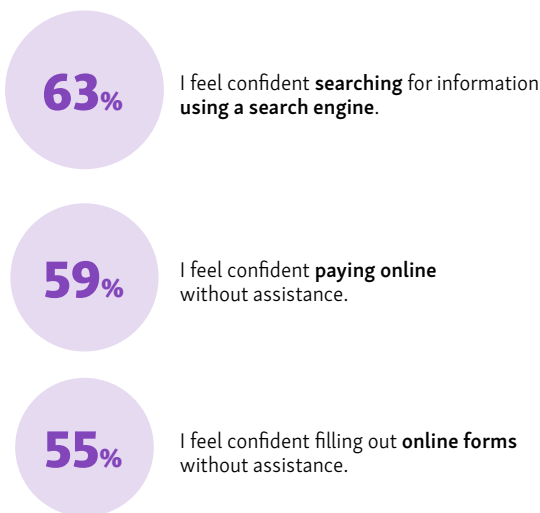 63%
I feel confident searching for information
using a search engine.
59%
I feel confident paying online
without assistance.
55%
I feel confident filling out online forms
without assistance.